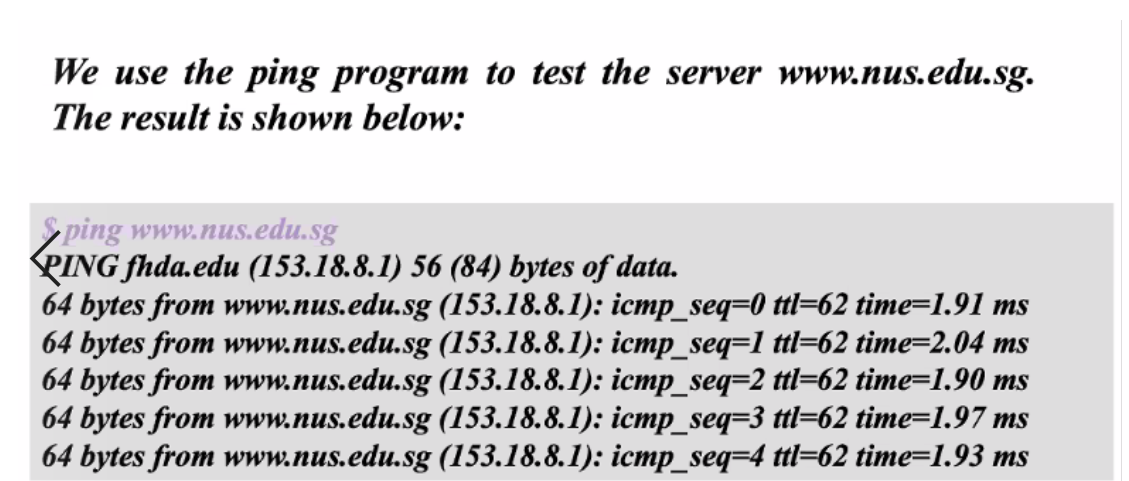 We use the ping program to test the server www.nus.edu.sg.
The result is shown below:
$ ping www.nus.edu.sg
PING fhda.edu (153.18.8.1) 56 (84) bytes of data.
64 bytes from www.nus.edu.sg (153.18.8.1): icmp_seq=0 ttl=62 time=1.91 ms
64 bytes from www.nus.edu.sg (153.18.8.1): icmp_seq=1 ttl=62 time=2.04 ms
64 bytes from www.nus.edu.sg (153.18.8.1): icmp_seq=2 ttl=62 time=1.90 ms
64 bytes from www.nus.edu.sg (153.18.8.1): icmp_seq=3 ttl=62 time=1.97 ms
64 bytes from www.nus.edu.sg (153.18.8.1): icmp_seq=4 ttl=62 time=1.93 ms